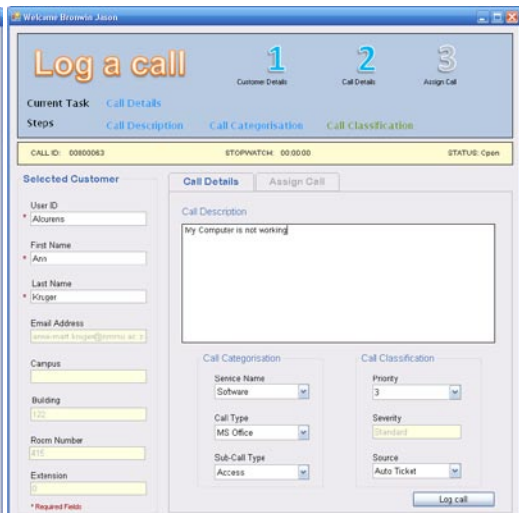 Welcome Bronwin Jason
Log a call
1
2
3
Customer Details
Call Details
Assign Call
Current Task Call Details
Steps Call Description Call Categorisation Call Classification
CALL ID: 00800063 STOPWATCH: 00:00:00 STATUS: Open
Selected Customer
User ID
* Alcurens
First Name
* Ann
Last Name
* Kruger
Email Address
Campus
Building
122
Room Number
415
Extension
0
* Required Fields
Call Details
Assign Call
Call Description
My Computer is not working
Call Categorisation
Service Name
Software
Call Type
MS Office
Sub-Call Type
Access
Call Classification
Priority
3
Severity
Standard
Source
Auto Ticket
Log call